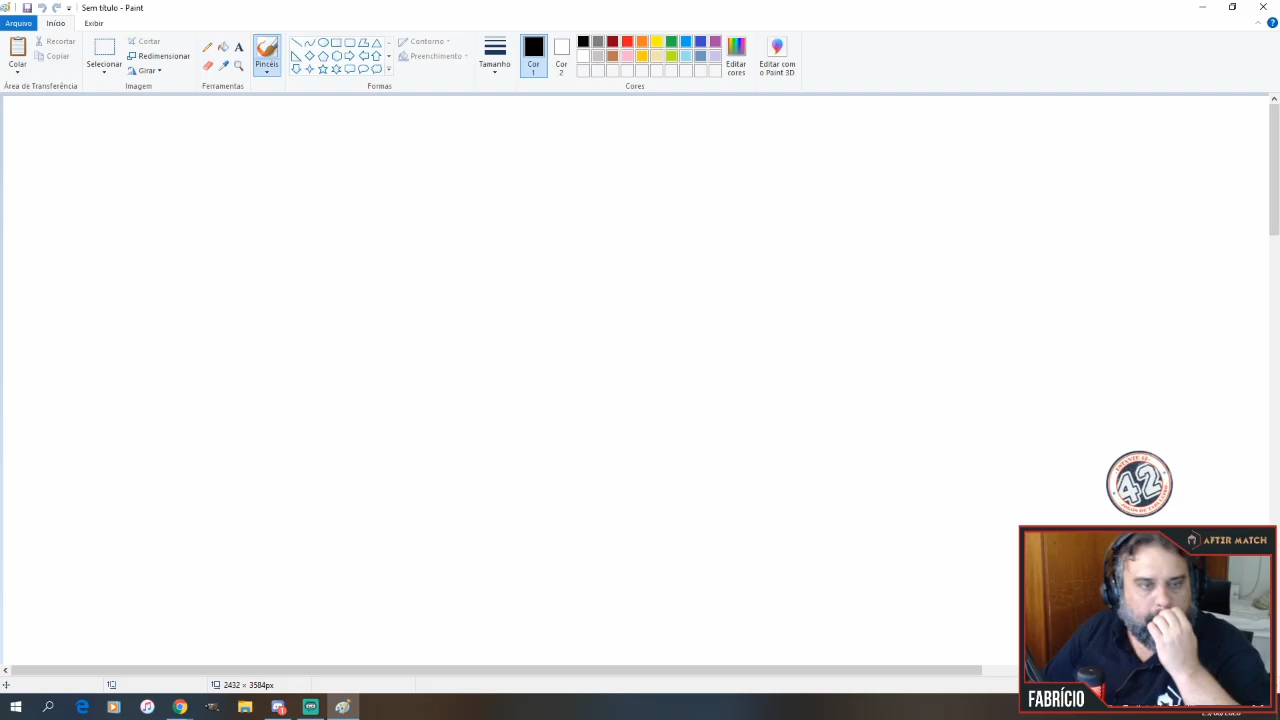 Sem título - Paint
Arquivo Início Exibir
Colar
Recortar
Copiar
Área de Transferência
Selecionar
Cortar
Redimensionar
Girar
Imagem
A
Ferramentas
Pincéis
Contorno
Preenchimento
Formas
Tamanho
Cor 1
Cor 2
Editar cores
Cores
Editar com o Paint 3D
42
AFTER MATCH
FABRÍCIO
2432 × 3584px